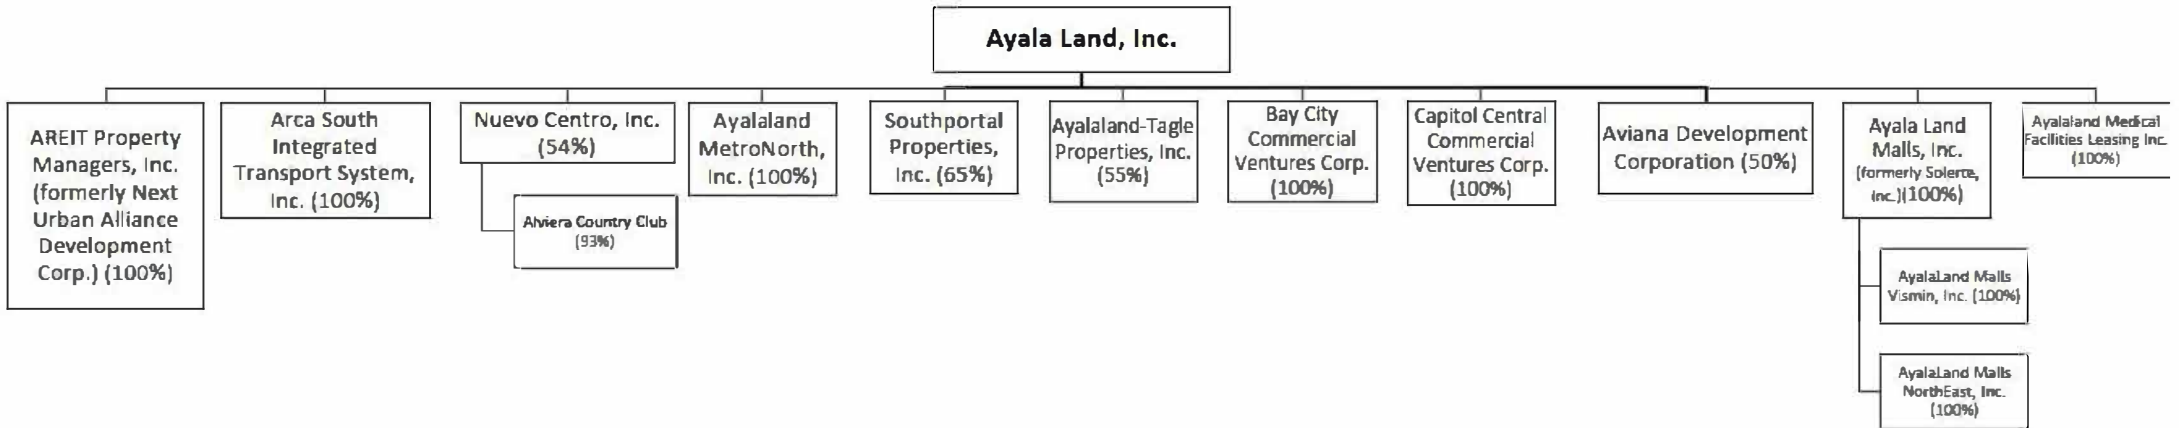 Ayala Land, Inc.
AREIT Property
Managers, Inc.
(formerly Next
Urban Alliance
Development
Corp.) (100%)
Arca South
Integrated
Transport System,
Inc. (100%)
Nuevo Centro, Inc.
(54%)
Alviera Country Club
(93%)
Ayalaland
MetroNorth,
Inc. (100%)
Southportal
Properties,
Inc. (65%)
Ayalaland-Tagle
Properties, Inc.
(55%)
Bay City
Commercial
Ventures Corp.
(100%)
Capitol Central
Commercial
Ventures Corp.
(100%)
Aviana Development
Corporation (50%)
Ayala Land
Malls, Inc.
(formerly Solerte,
Inc.)(100%)
AyalaLand Malls
Vismin, Inc. (100%)
AyalaLand Malls
NorthEast, Inc.
(100%)
Ayalaland Medical
Facilities Leasing Inc.
(100%)